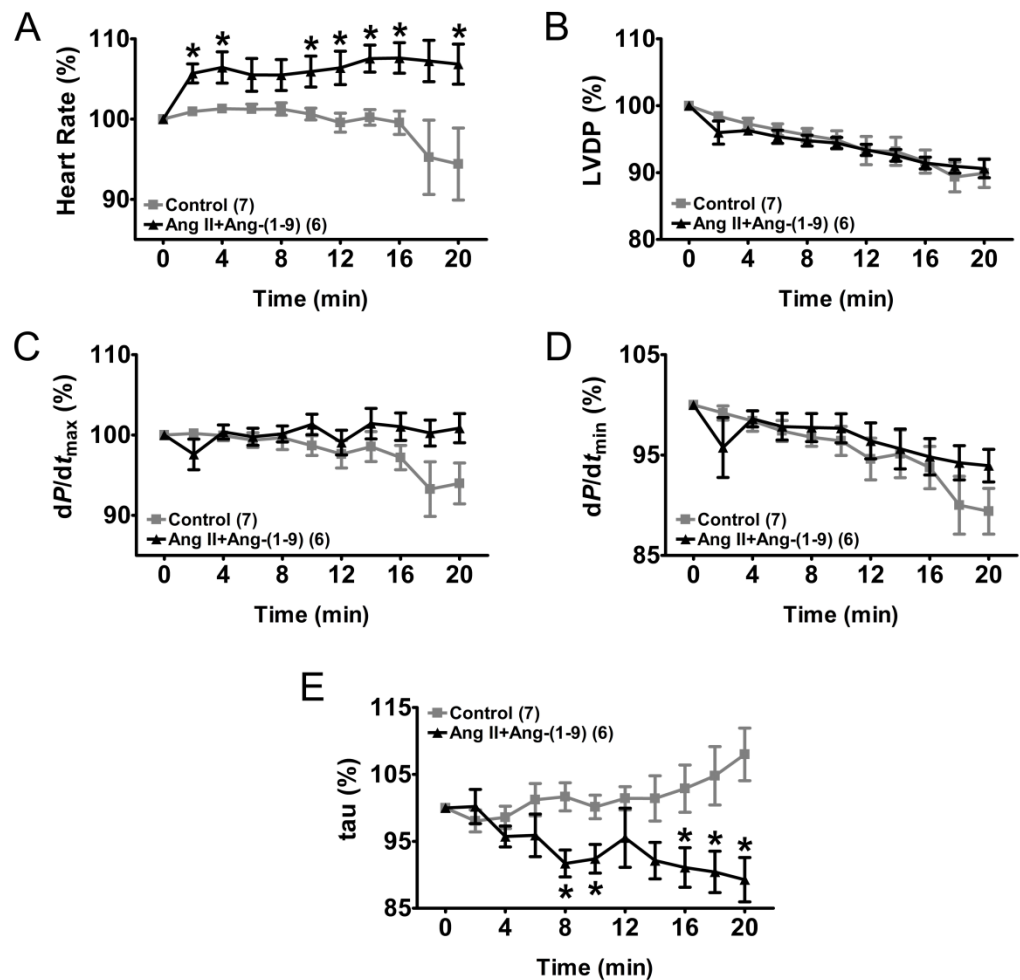 A
Heart Rate (%)
110
100
90
* * * * * * * *
Control (7)
Ang II+Ang-(1-9) (6)
0 4 8 12 16 20
Time (min)
B
LVDP (%)
100
90
80
Control (7)
Ang II+Ang-(1-9) (6)
0 4 8 12 16 20
Time (min)
C
dP/dtmax (%)
110
100
90
Control (7)
Ang II+Ang-(1-9) (6)
0 4 8 12 16 20
Time (min)
D
dP/dtmin (%)
105
95
85
Control (7)
Ang II+Ang-(1-9) (6)
0 4 8 12 16 20
Time (min)
E
tau (%)
115
105
95
85
Control (7)
Ang II+Ang-(1-9) (6)
* * *
* *
0 4 8 12 16 20
Time (min)